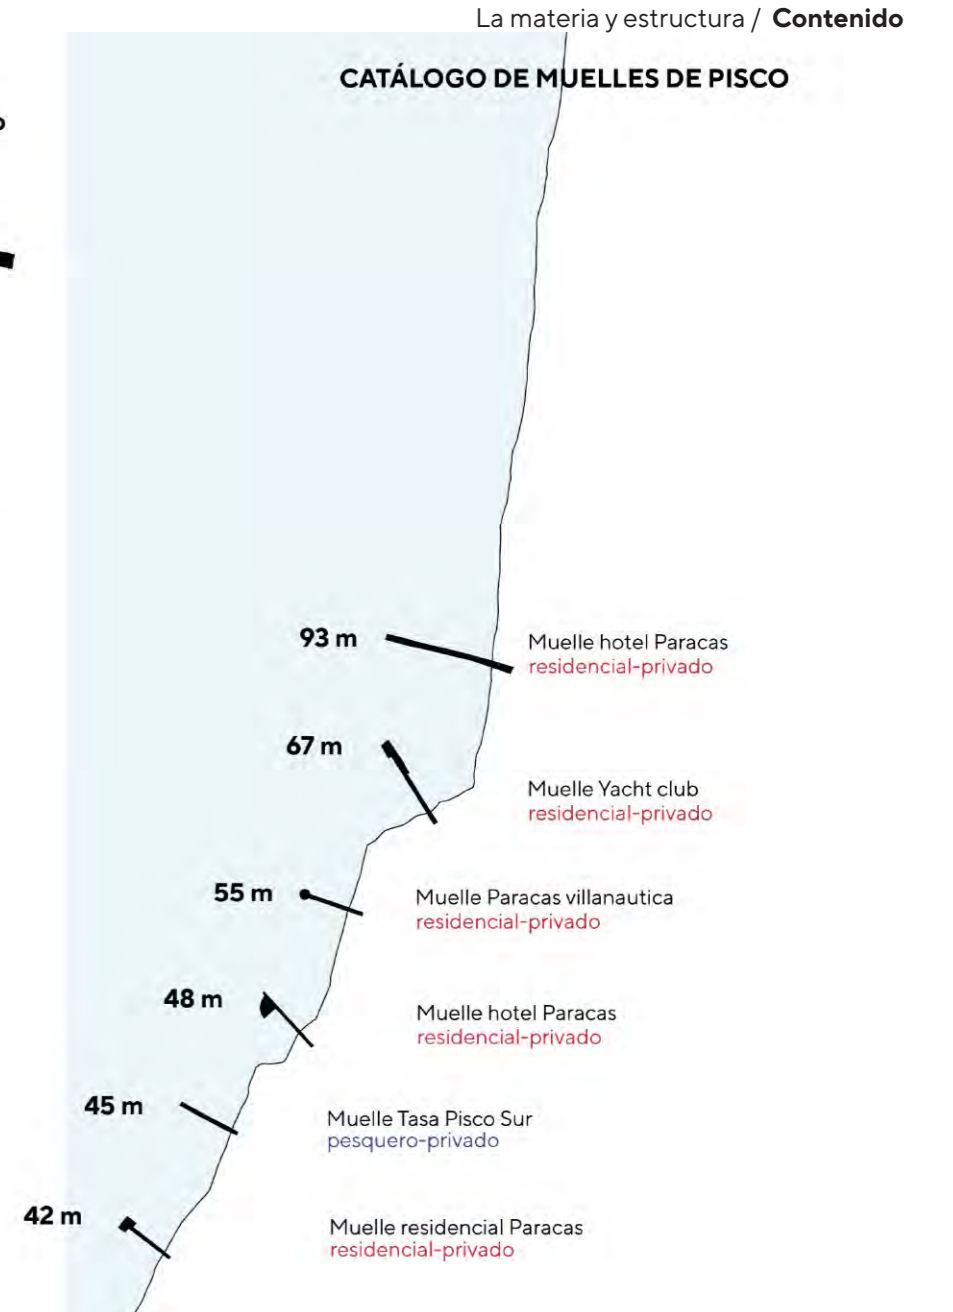 La materia y estructura / Contenido
CATÁLOGO DE MUELLES DE PISCO
93 m
Muelle hotel Paracas
residencial-privado
67 m
Muelle Yacht club
residencial-privado
55 m
Muelle Paracas villanautica
residencial-privado
48 m
Muelle hotel Paracas
residencial-privado
45 m
Muelle Tasa Pisco Sur
pesquero-privado
42 m
Muelle residencial Paracas
residencial-privado